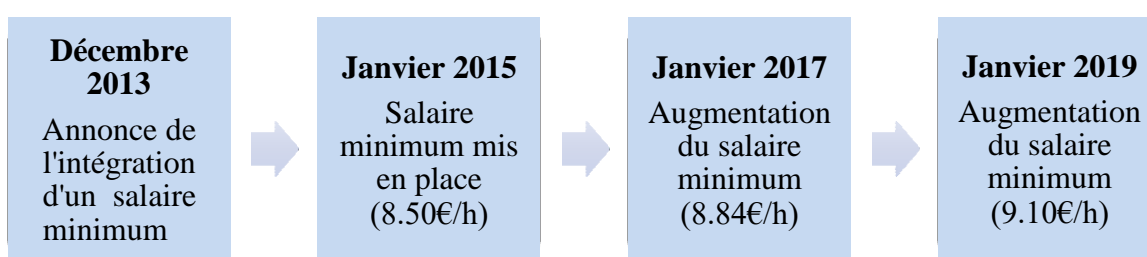 Décembre
2013
Annonce de
l'intégration
d'un salaire
minimum
Janvier 2015
Salaire
minimum mis
en place
(8.50€/h)
Janvier 2017
Augmentation
du salaire
minimum
(8.84€/h)
Janvier 2019
Augmentation
du salaire
minimum
(9.10€/h)